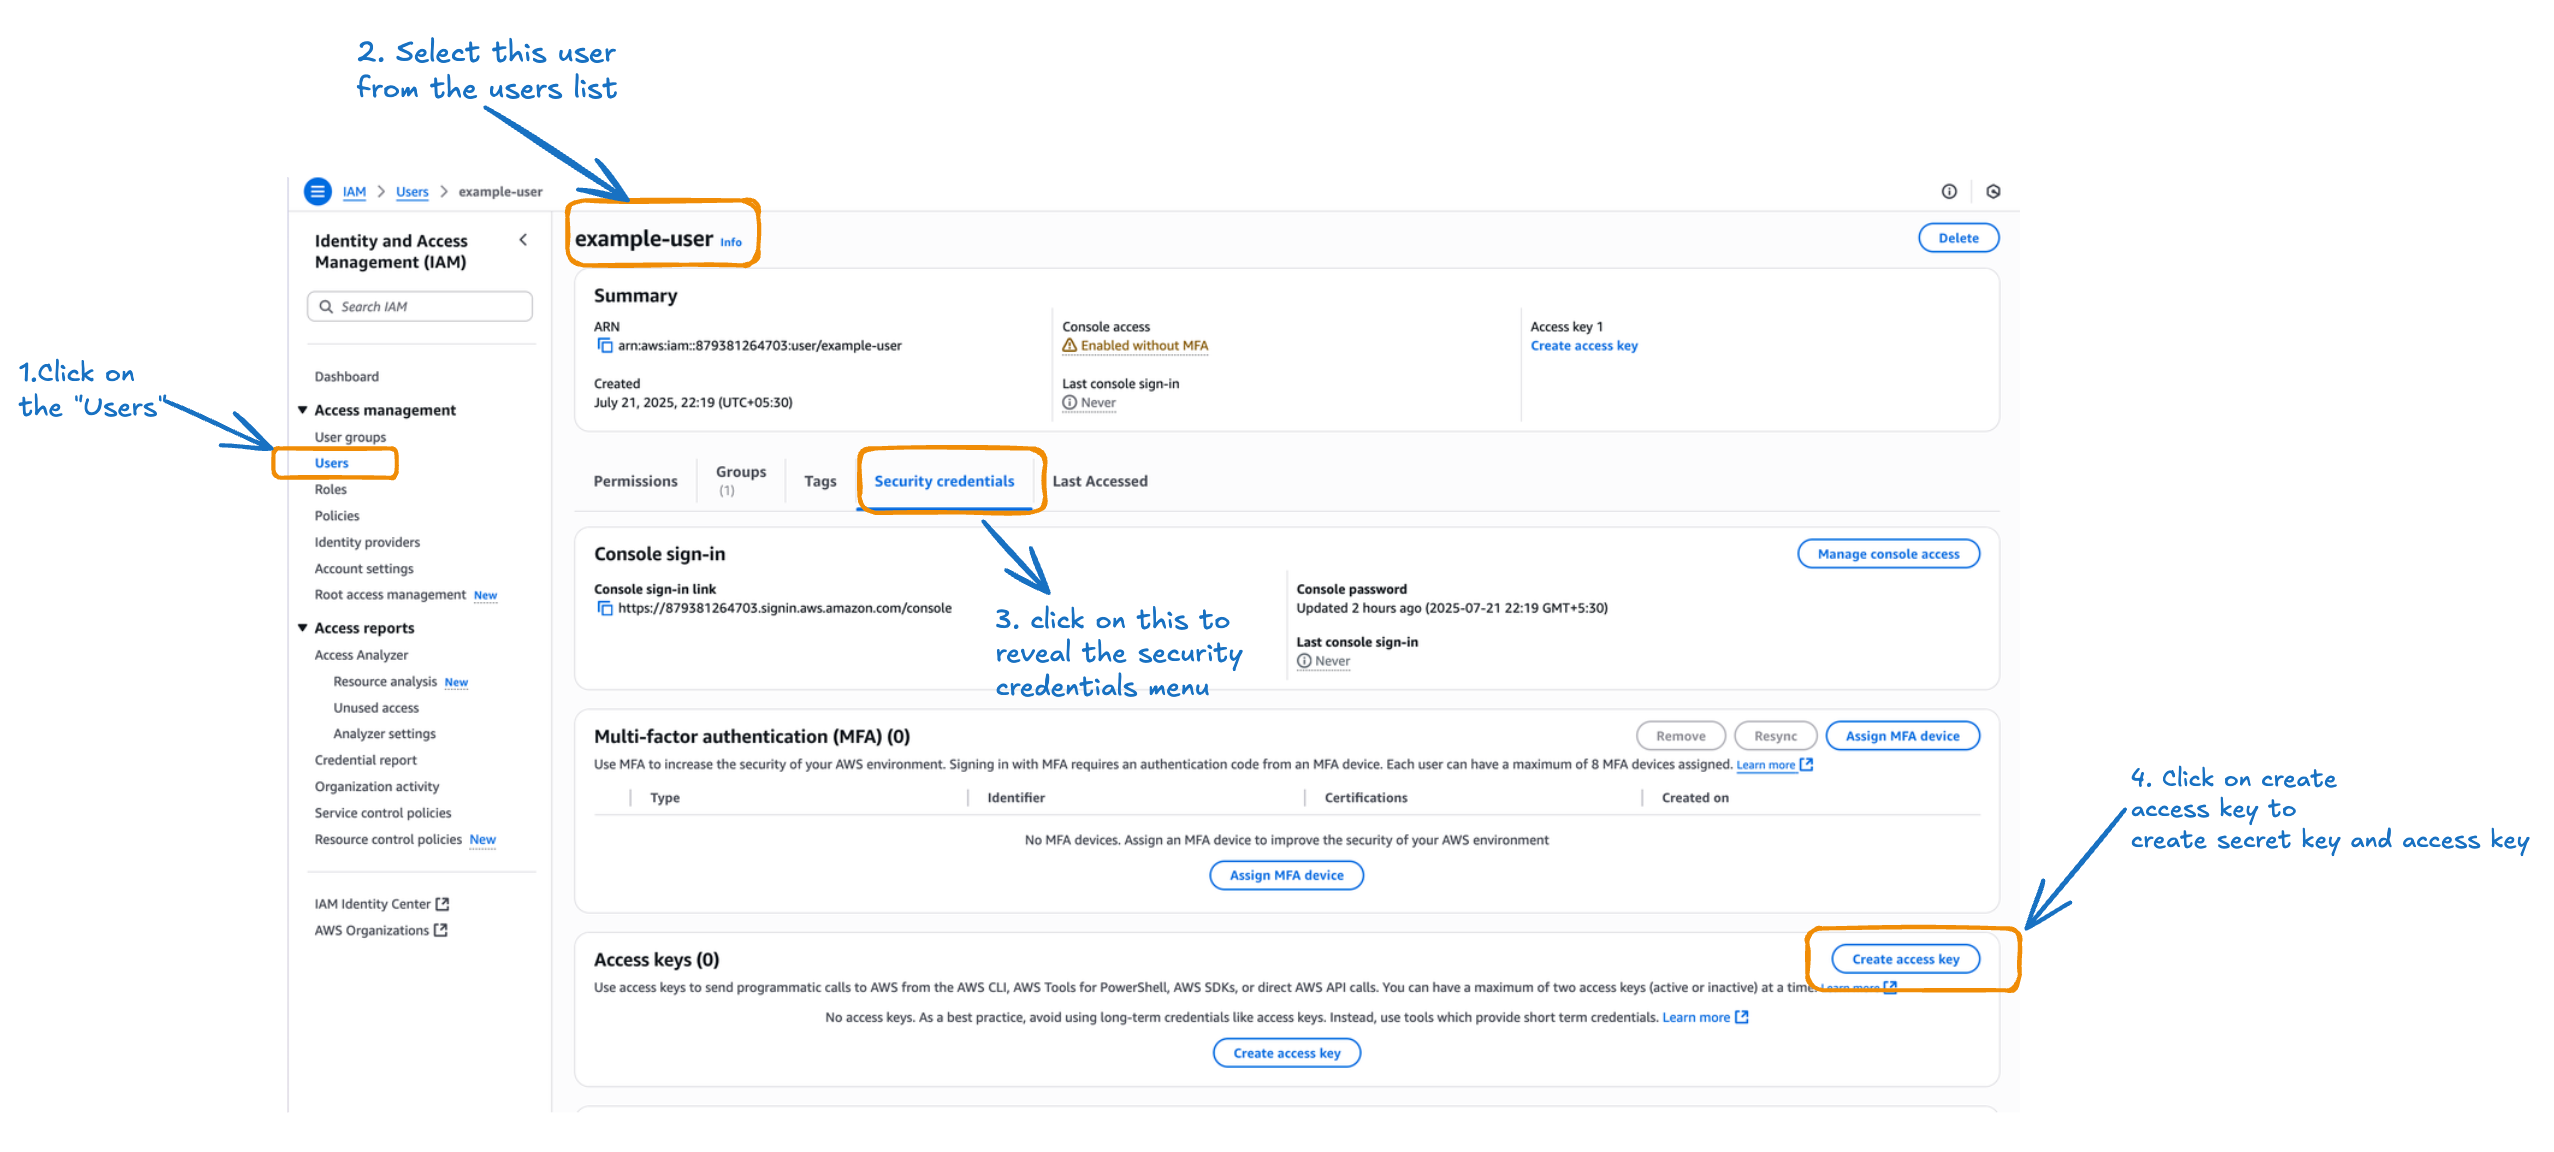 2. Select this user
from the users list
IAM > Users > example-user
Identity and Access
Management (IAM)
Search IAM
1.Click on
the "Users"
Dashboard
Access management
User groups
Users
Roles
Policies
Identity providers
Account settings
Root access management New
Access reports
Access Analyzer
Resource analysis New
Unused access
Analyzer settings
Credential report
Organization activity
Service control policies
Resource control policies New
IAM Identity Center
AWS Organizations
example-user Info
Delete
Summary
ARN
arn:aws:iam::879381264703:user/example-user
Created
July 21, 2025, 22:19 (UTC+05:30)
Console access
Enabled without MFA
Last console sign-in
Never
Access key 1
Create access key
Permissions
Groups
(1)
Tags
Security credentials
Last Accessed
3. click on this to
reveal the security
credentials menu
Console sign-in
Manage console access
Console sign-in link
https://879381264703.signin.aws.amazon.com/console
Console password
Updated 2 hours ago (2025-07-21 22:19 GMT+5:30)
Last console sign-in
Never
Multi-factor authentication (MFA) (0)
Remove
Resync
Assign MFA device
Use MFA to increase the security of your AWS environment. Signing in with MFA requires an authentication code from an MFA device. Each user can have a maximum of 8 MFA devices assigned. Learn more
Type
Identifier
Certifications
Created on
No MFA devices. Assign an MFA device to improve the security of your AWS environment
Assign MFA device
4. Click on create
access key to
create secret key and access key
Access keys (0)
Create access key
Use access keys to send programmatic calls to AWS from the AWS CLI, AWS Tools for PowerShell, AWS SDKs, or direct AWS API calls. You can have a maximum of two access keys (active or inactive) at a time. Learn more
No access keys. As a best practice, avoid using long-term credentials like access keys. Instead, use tools which provide short term credentials. Learn more
Create access key